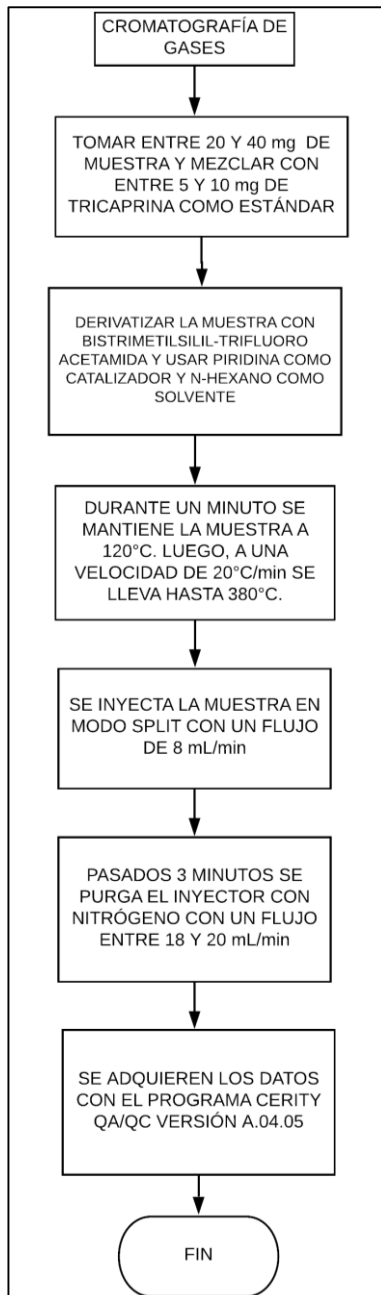 CROMATOGRAFÍA DE
GASES
TOMAR ENTRE 20 Y 40 mg DE
MUESTRA Y MEZCLAR CON
ENTRE 5 Y 10 mg DE
TRICAPRINA COMO ESTÁNDAR
DERIVATIZAR LA MUESTRA CON
BISTRIMETILSILIL-TRIFLUORO
ACETAMIDA Y USAR PIRIDINA COMO
CATALIZADOR Y N-HEXANO COMO
SOLVENTE
DURANTE UN MINUTO SE
MANTIENE LA MUESTRA A
120°C. LUEGO, A UNA
VELOCIDAD DE 20°C/min SE
LLEVA HASTA 380°C.
SE INYECTA LA MUESTRA EN
MODO SPLIT CON UN FLUJO
DE 8 mL/min
PASADOS 3 MINUTOS SE
PURGA EL INYECTOR CON
NITRÓGENO CON UN FLUJO
ENTRE 18 Y 20 mL/min
SE ADQUIEREN LOS DATOS
CON EL PROGRAMA CERITY
QA/QC VERSIÓN A.04.05
FIN